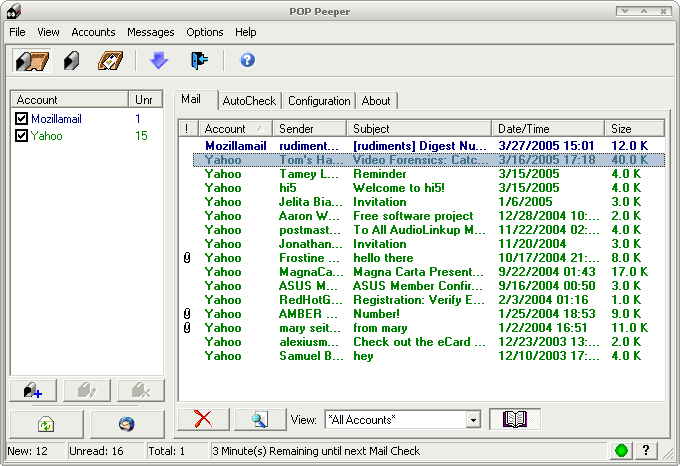 POP Peeper
File View Accounts Messages Options Help
Account Unr
Mozillamail 1
Yahoo 15
Mail AutoCheck Configuration About
! Account Sender Subject Date/Time Size
Mozillamail rudiment... [rudiments] Digest Nu... 3/27/2005 15:01 12.0 K
Yahoo Tom's Ha... Video Forensics: Catc... 3/16/2005 17:18 40.0 K
Yahoo Tamey L... Reminder 3/15/2005 4.0 K
Yahoo hi5 Welcome to hi5! 3/15/2005 4.0 K
Yahoo Jelita Bia... Invitation 1/6/2005 3.0 K
Yahoo Aaron W... Free software project 12/28/2004 10:... 2.0 K
Yahoo postmast... To All AudioLinkup M... 11/22/2004 02:... 4.0 K
Yahoo Jonathan... Invitation 11/20/2004 3.0 K
Yahoo Frostine ... hello there 10/17/2004 21:... 8.0 K
Yahoo MagnaCa... Magna Carta Present... 9/22/2004 01:43 17.0 K
Yahoo ASUS M... ASUS Member Confir... 9/16/2004 00:50 3.0 K
Yahoo RedHotG... Registration: Verify E... 2/3/2004 01:16 1.0 K
Yahoo AMBER ... Number! 1/25/2004 18:53 9.0 K
Yahoo mary seit... from mary 1/2/2004 16:51 11.0 K
Yahoo alexiusm... Check out the eCard ... 12/23/2003 13:... 2.0 K
Yahoo Samuel B... hey 12/10/2003 17:... 4.0 K
View: *All Accounts*
New: 12 Unread: 16 Total: 1 3 Minute(s) Remaining until next Mail Check ?